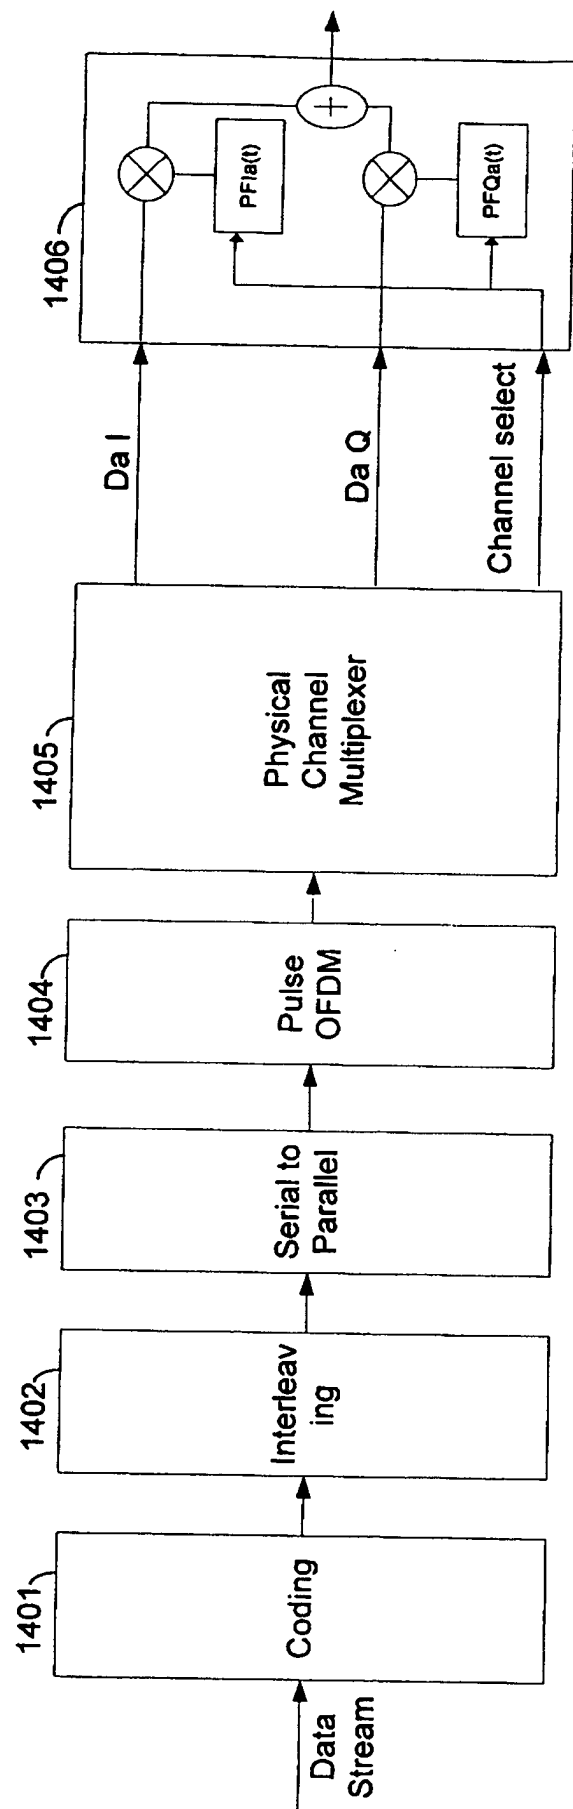 Data
Stream
1401
Coding
1402
Interleav
ing
1403
Serial to
Parallel
1404
Pulse
OFDM
1405
Physical
Channel
Multiplexer
Da I
Da Q
Channel select
1406
PFIa(t)
PFQa(t)
+